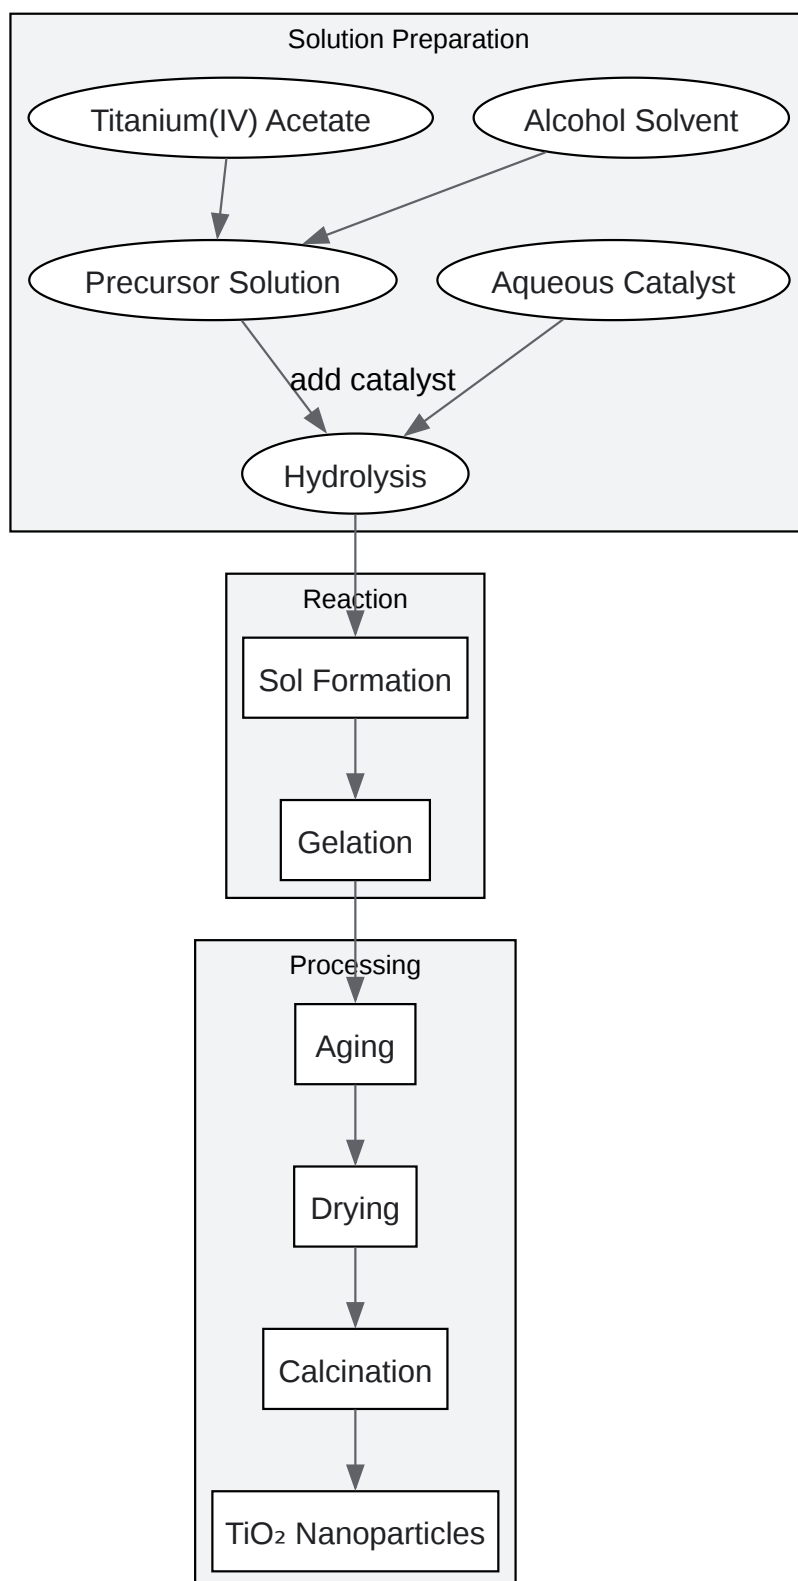 Solution Preparation
Titanium(IV) Acetate
Alcohol Solvent
Precursor Solution
Aqueous Catalyst
add catalyst
Hydrolysis
Reaction
Sol Formation
Gelation
Processing
Aging
Drying
Calcination
TiO₂ Nanoparticles